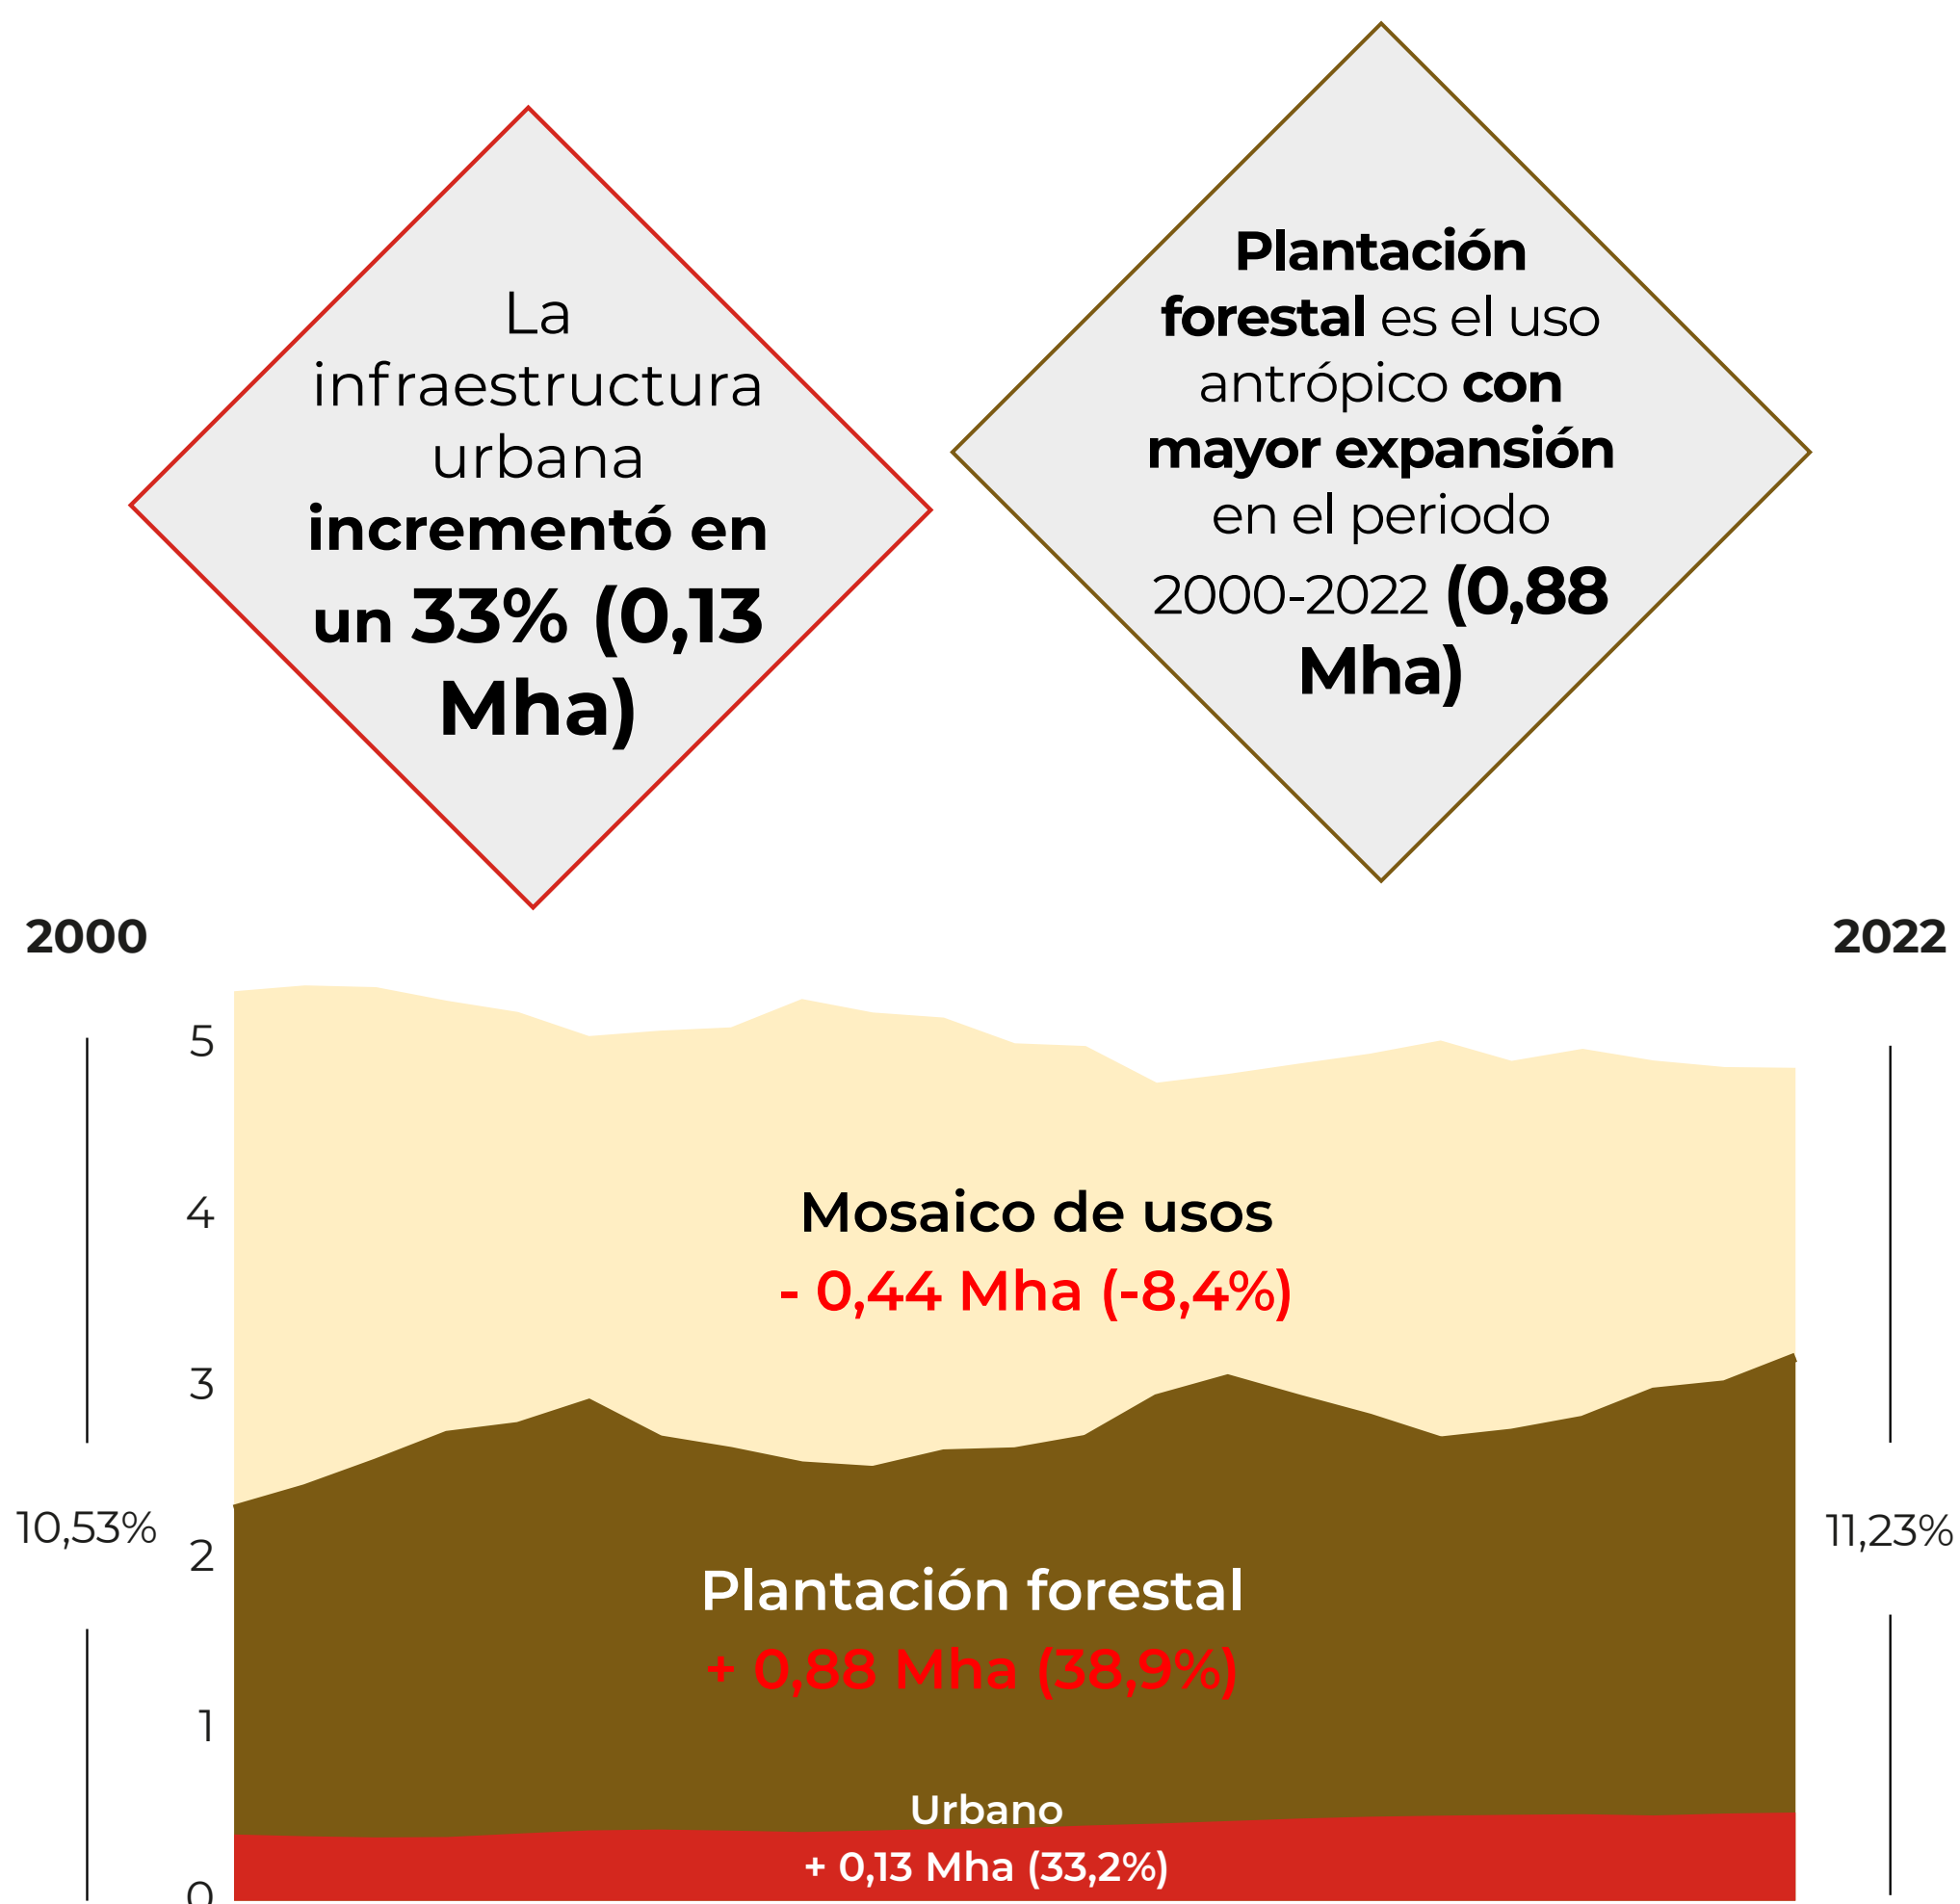 La
infraestructura
urbana
incrementó en
un 33% (0,13
Mha)
Plantación
forestal es el uso
antrópico con
mayor expansión
en el periodo
2000-2022 (0,88
Mha)
2000
2022
5
4
3
2
1
0
10,53%
11,23%
Mosaico de usos
- 0,44 Mha (-8,4%)
Plantación forestal
+ 0,88 Mha (38,9%)
Urbano
+ 0,13 Mha (33,2%)